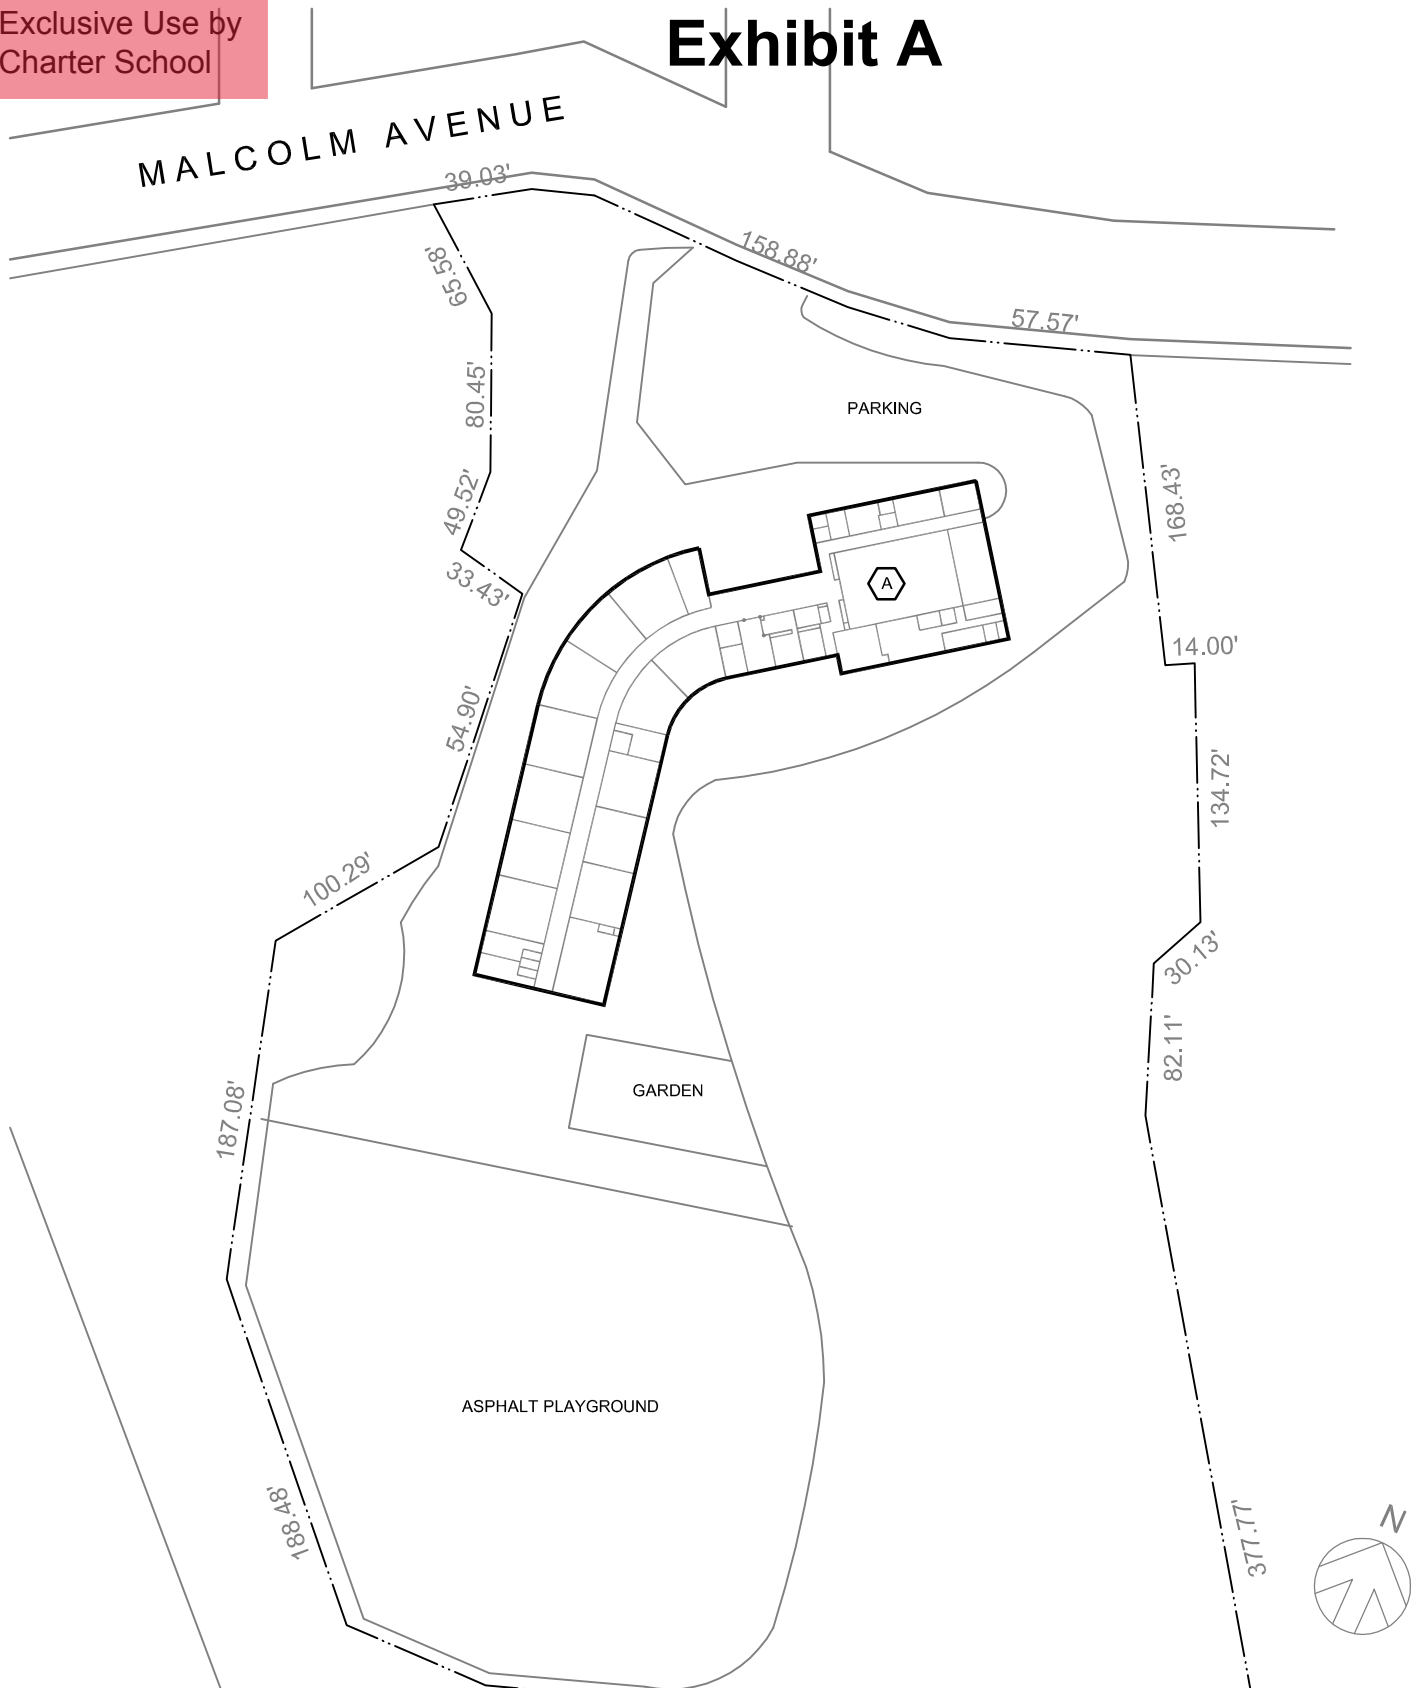 Exclusive Use by
Charter School
Exhibit A
MALCOLM AVENUE
39.03'
158.88'
65.58'
57.57'
80.45'
PARKING
49.52'
168.43'
33.43'
A
14.00'
54.90'
134.72'
100.29'
30.13'
82.11'
GARDEN
187.08'
ASPHALT PLAYGROUND
188.48'
377.77'
N